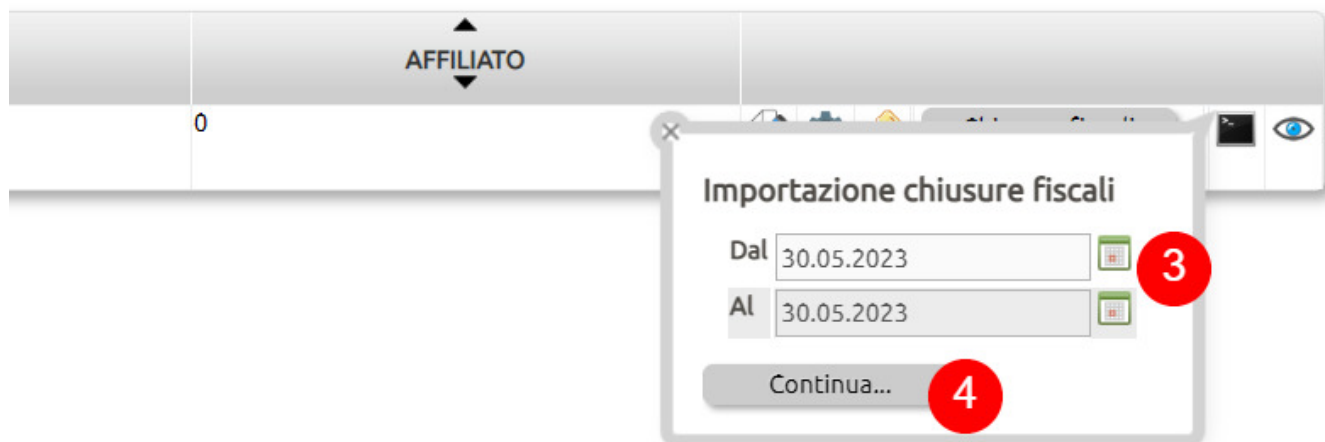 AFFILIATO
0
Importazione chiusure fiscali
Dal 30.05.2023
3
Al 30.05.2023
Continua...
4